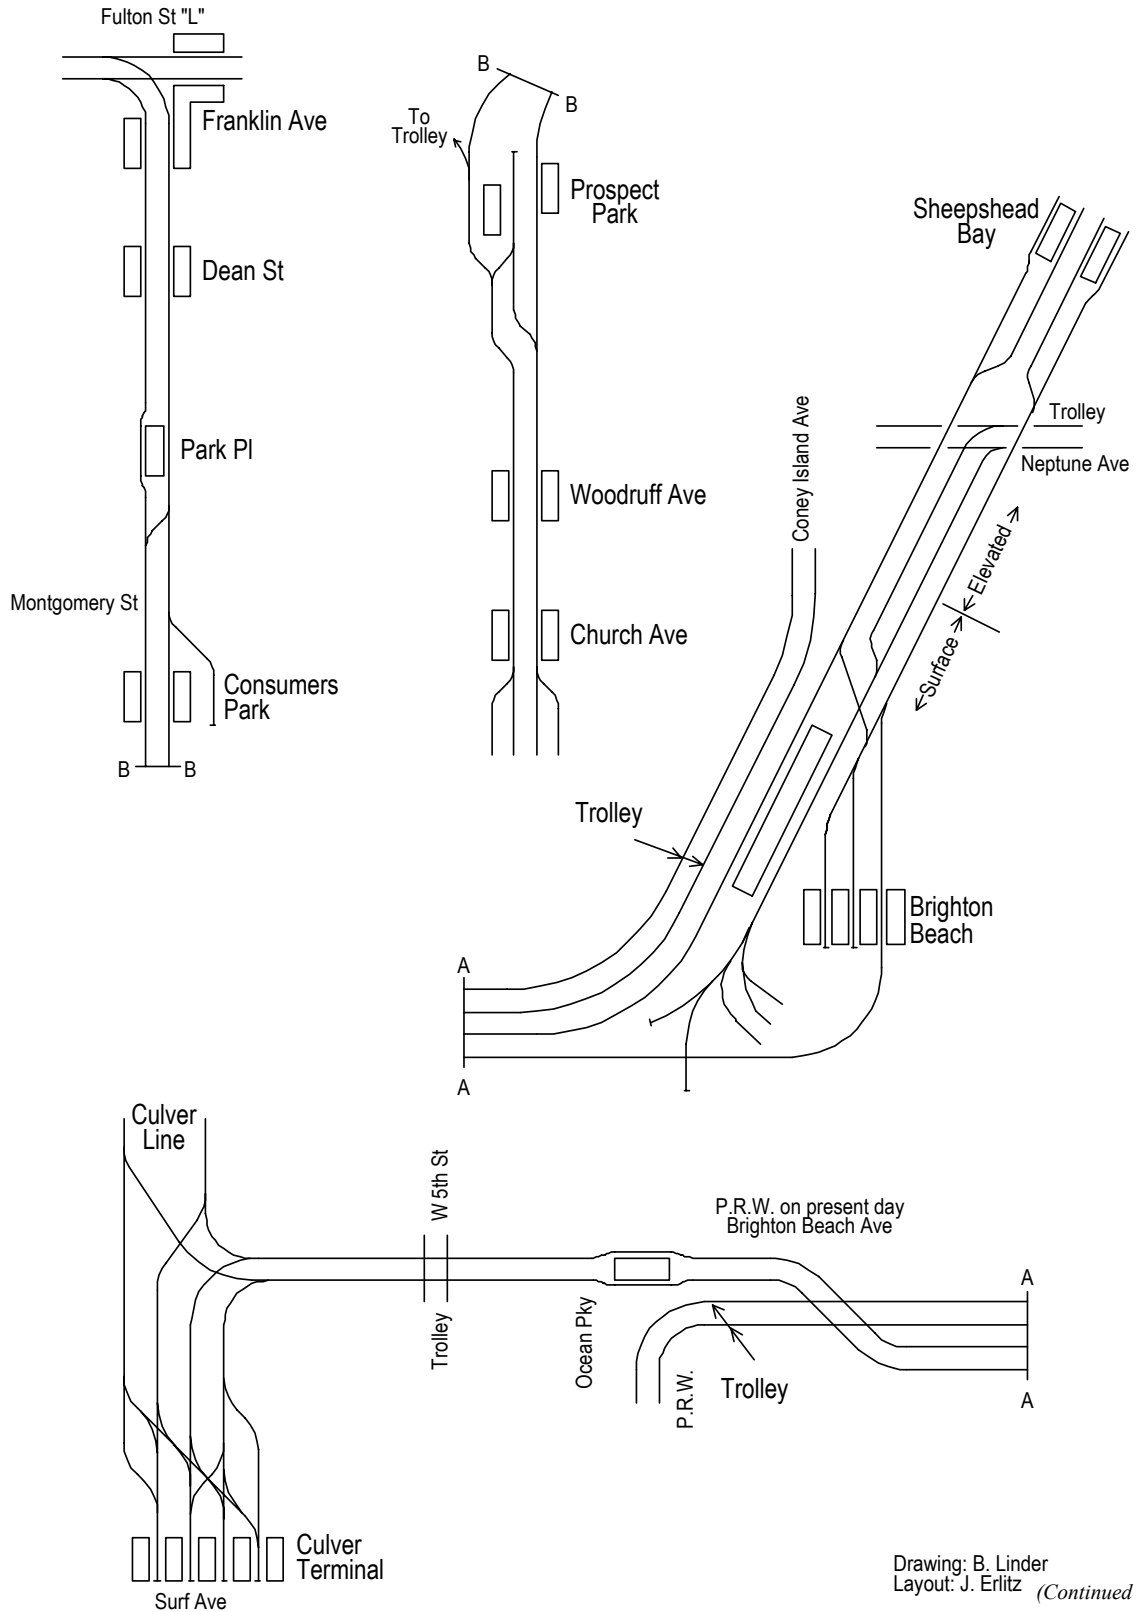 Fulton St "L"
Franklin Ave
Dean St
Park Pl
Montgomery St
Consumers
Park
B
B
B
B
To
Trolley
Prospect
Park
Woodruff Ave
Church Ave
Sheepshead
Bay
Trolley
Neptune Ave
Coney Island Ave
Elevated
Surface
Trolley
Brighton
Beach
A
A
Culver
Line
W 5th St
Trolley
P.R.W. on present day
Brighton Beach Ave
Ocean Pky
P.R.W.
Trolley
A
A
Culver
Terminal
Surf Ave
Drawing: B. Linder
Layout: J. Erlitz
(Continued